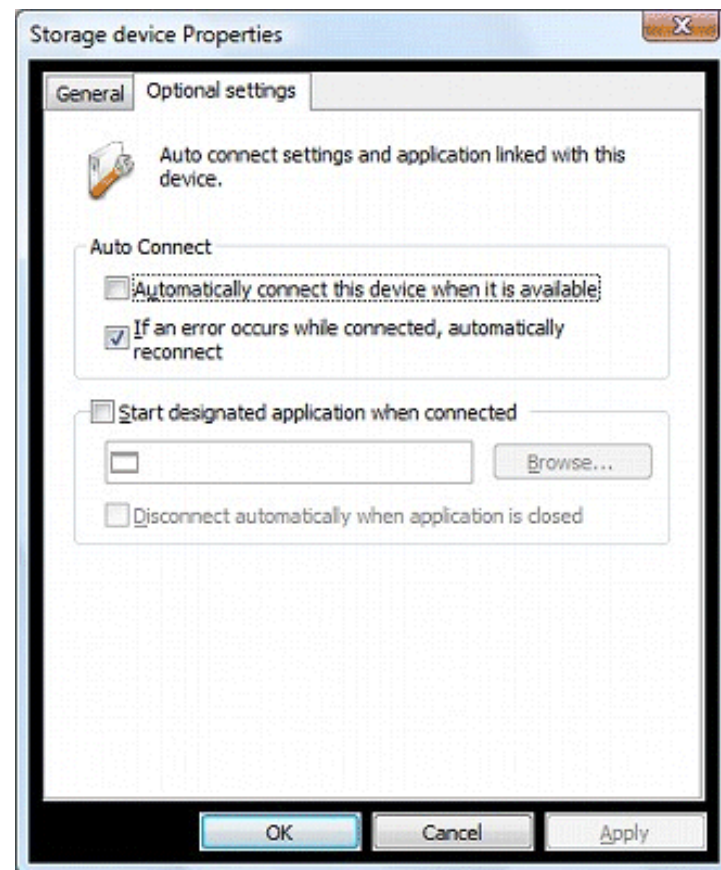 Storage device Properties
General Optional settings
Auto connect settings and application linked with this
device.
Auto Connect
Automatically connect this device when it is available
If an error occurs while connected, automatically
reconnect
Start designated application when connected
Browse...
Disconnect automatically when application is closed
OK Cancel Apply